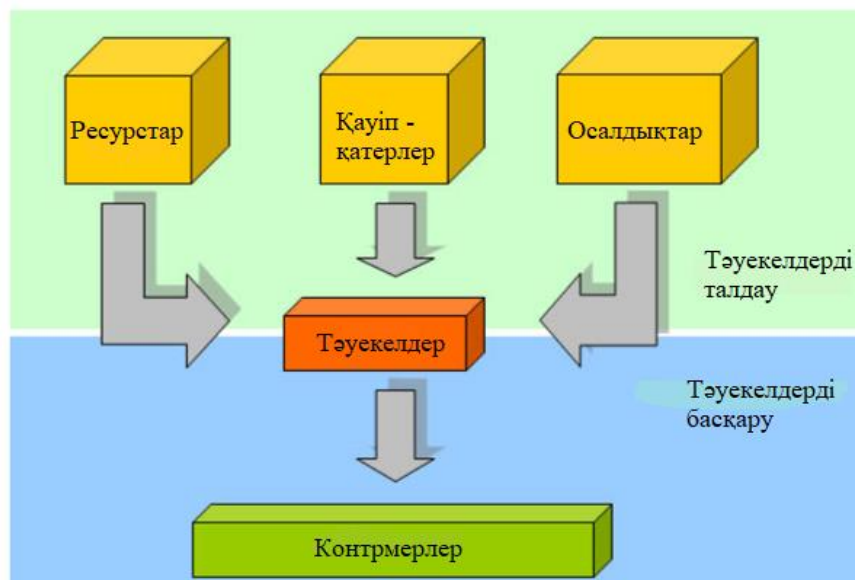 Ресурстар
Қауіп -
қатерлер
Осалдықтар
Тәуекелдерді
талдау
Тәуекелдер
Тәуекелдерді
басқару
Контрмерлер